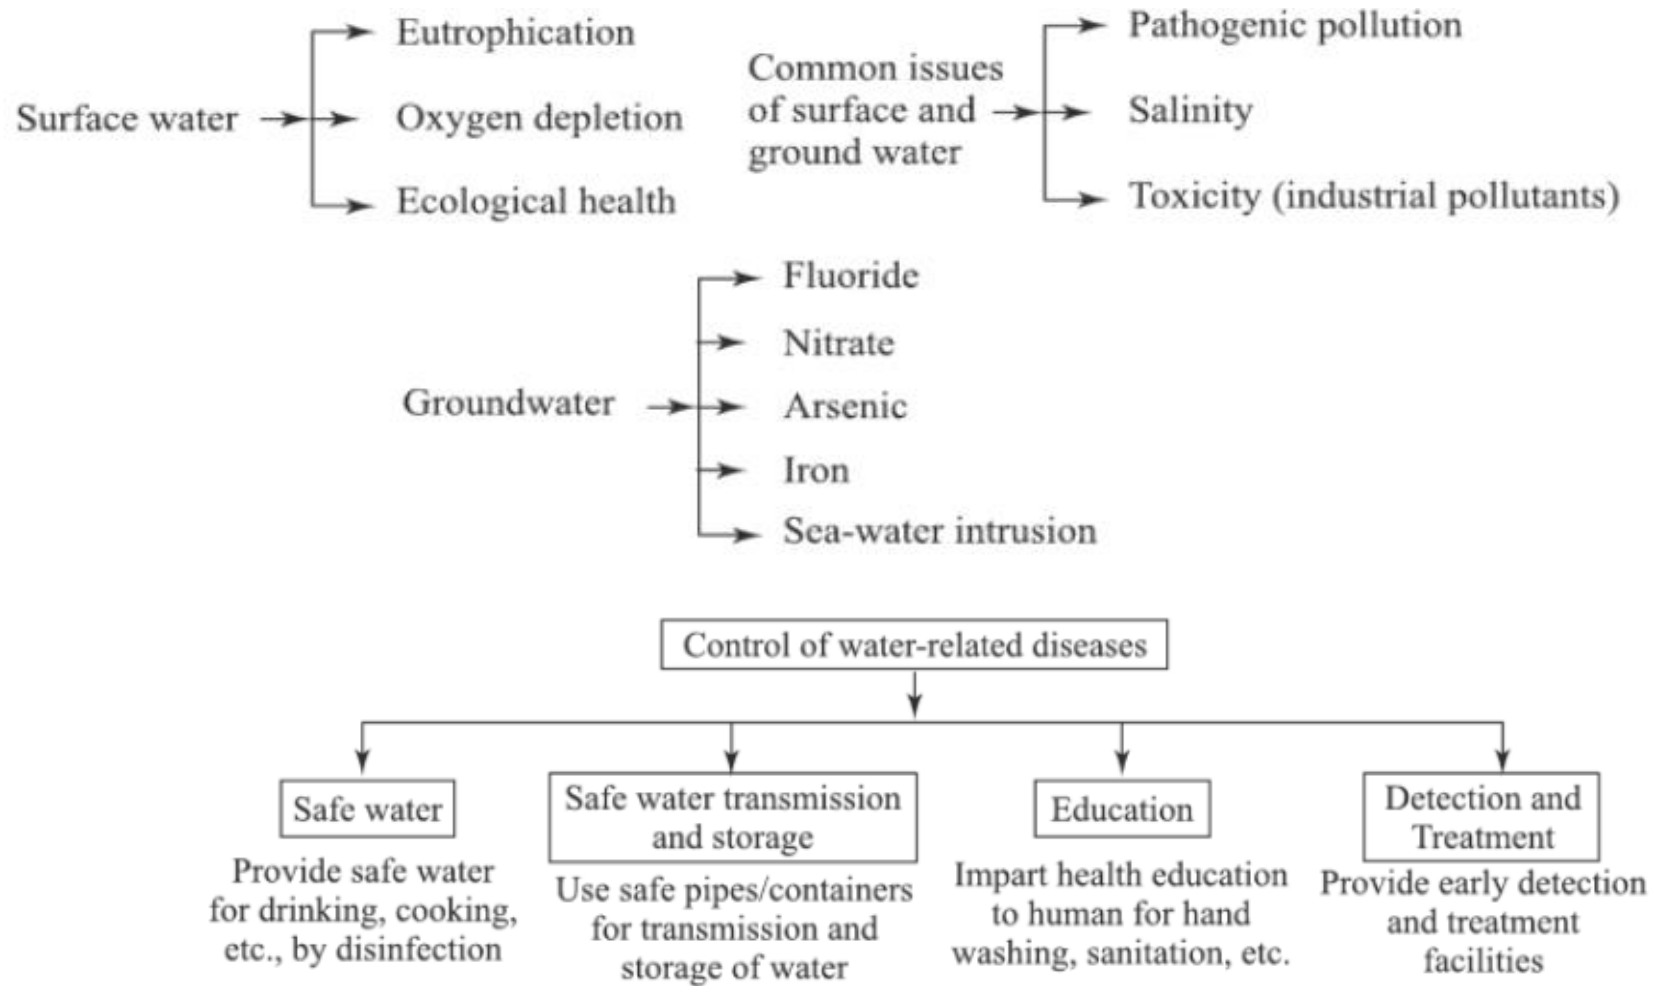 Surface water
Eutrophication
Oxygen depletion
Ecological health
Common issues
of surface and
ground water
Pathogenic pollution
Salinity
Toxicity (industrial pollutants)
Groundwater
Fluoride
Nitrate
Arsenic
Iron
Sea-water intrusion
Control of water-related diseases
Safe water
Provide safe water
for drinking, cooking,
etc., by disinfection
Safe water transmission
and storage
Use safe pipes/containers
for transmission and
storage of water
Education
Impart health education
to human for hand
washing, sanitation, etc.
Detection and
Treatment
Provide early detection
and treatment
facilities